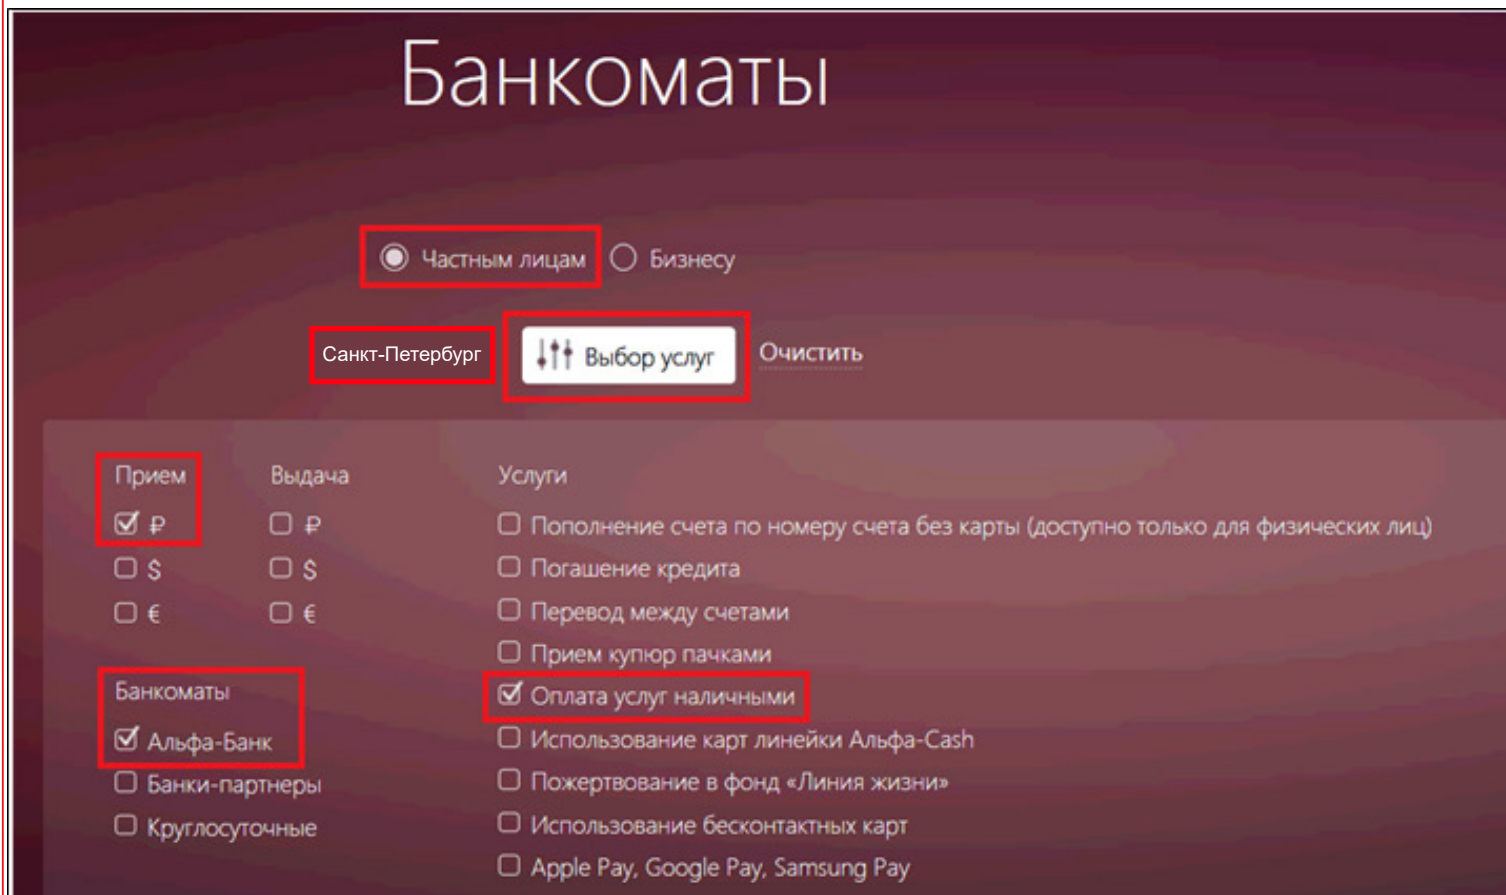 Банкоматы
Частным лицам Бизнесу
Санкт-Петербург Выбор услуг Очистить
Прием Выдача Услуги
₽ ₽ Пополнение счета по номеру счета без карты (доступно только для физических лиц)
$ $ Погашение кредита
€ € Перевод между счетами
Прием купюр пачками
Банкоматы Оплата услуг наличными
Альфа-Банк Использование карт линейки Альфа-Cash
Банки-партнеры Пожертвование в фонд «Линия жизни»
Круглосуточные Использование бесконтактных карт
Apple Pay, Google Pay, Samsung Pay